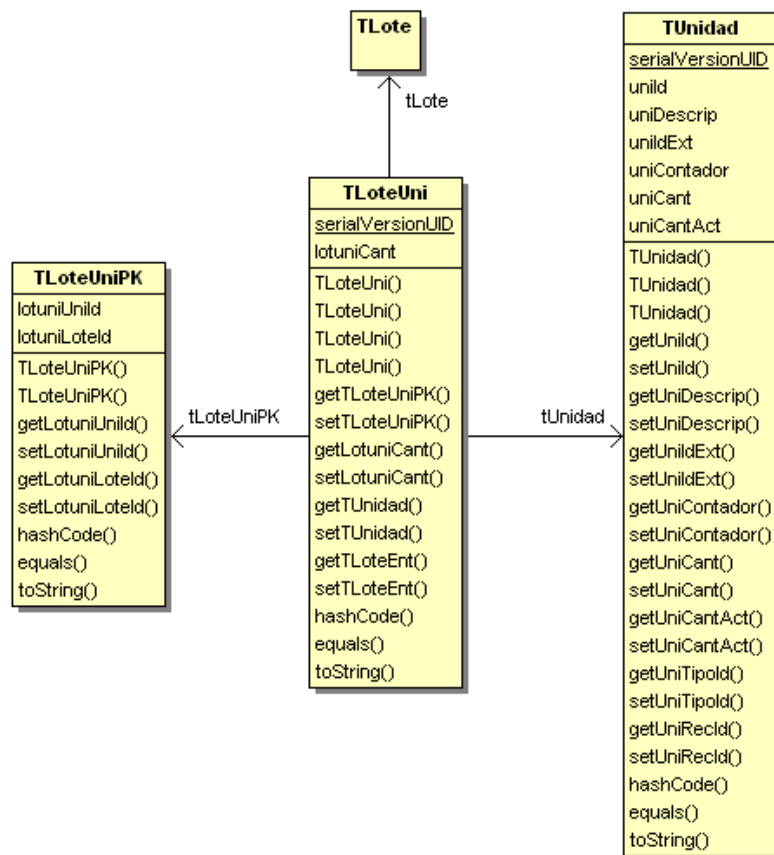 TLote
tLote
TLoteUniPK
lotuniUniId
lotuniLoteId
TLoteUniPK()
TLoteUniPK()
getLotuniUniId()
setLotuniUniId()
getLotuniLoteId()
setLotuniLoteId()
hashCode()
equals()
toString()
tLoteUniPK
TLoteUni
serialVersionUID
lotuniCant
TLoteUni()
TLoteUni()
TLoteUni()
TLoteUni()
getTLoteUniPK()
setTLoteUniPK()
getLotuniCant()
setLotuniCant()
getTUnidad()
setTUnidad()
getTLoteEnt()
setTLoteEnt()
hashCode()
equals()
toString()
tUnidad
TUnidad
serialVersionUID
uniId
uniDescrip
uniIdExt
uniContador
uniCant
uniCantAct
TUnidad()
TUnidad()
TUnidad()
getUniId()
setUniId()
getUniDescrip()
setUniDescrip()
getUniIdExt()
setUniIdExt()
getUniContador()
setUniContador()
getUniCant()
setUniCant()
getUniCantAct()
setUniCantAct()
getUniTipoId()
setUniTipoId()
getUniRecId()
setUniRecId()
hashCode()
equals()
toString()